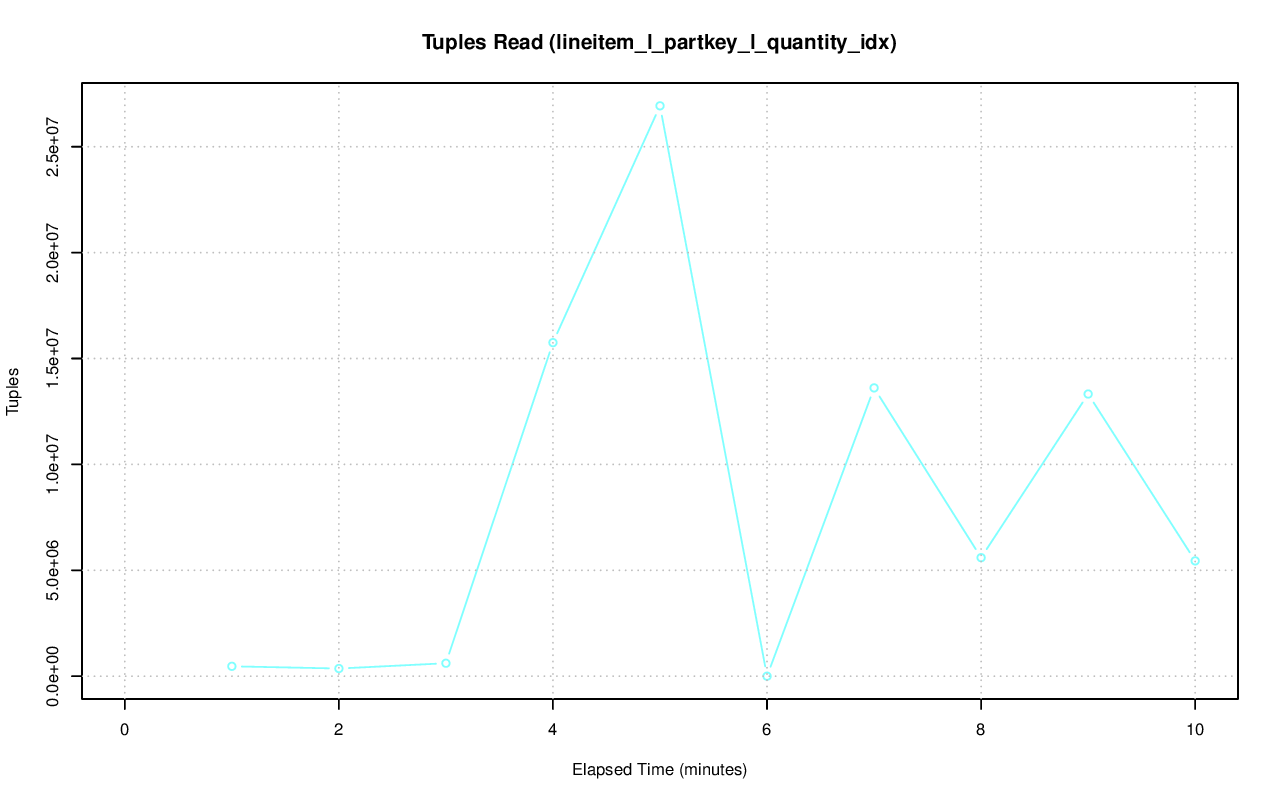 Tuples Read (lineitem_l_partkey_l_quantity_idx)
Tuples
2.5e+07
2.0e+07
1.5e+07
1.0e+07
5.0e+06
0.0e+00
0 2 4 6 8 10
Elapsed Time (minutes)